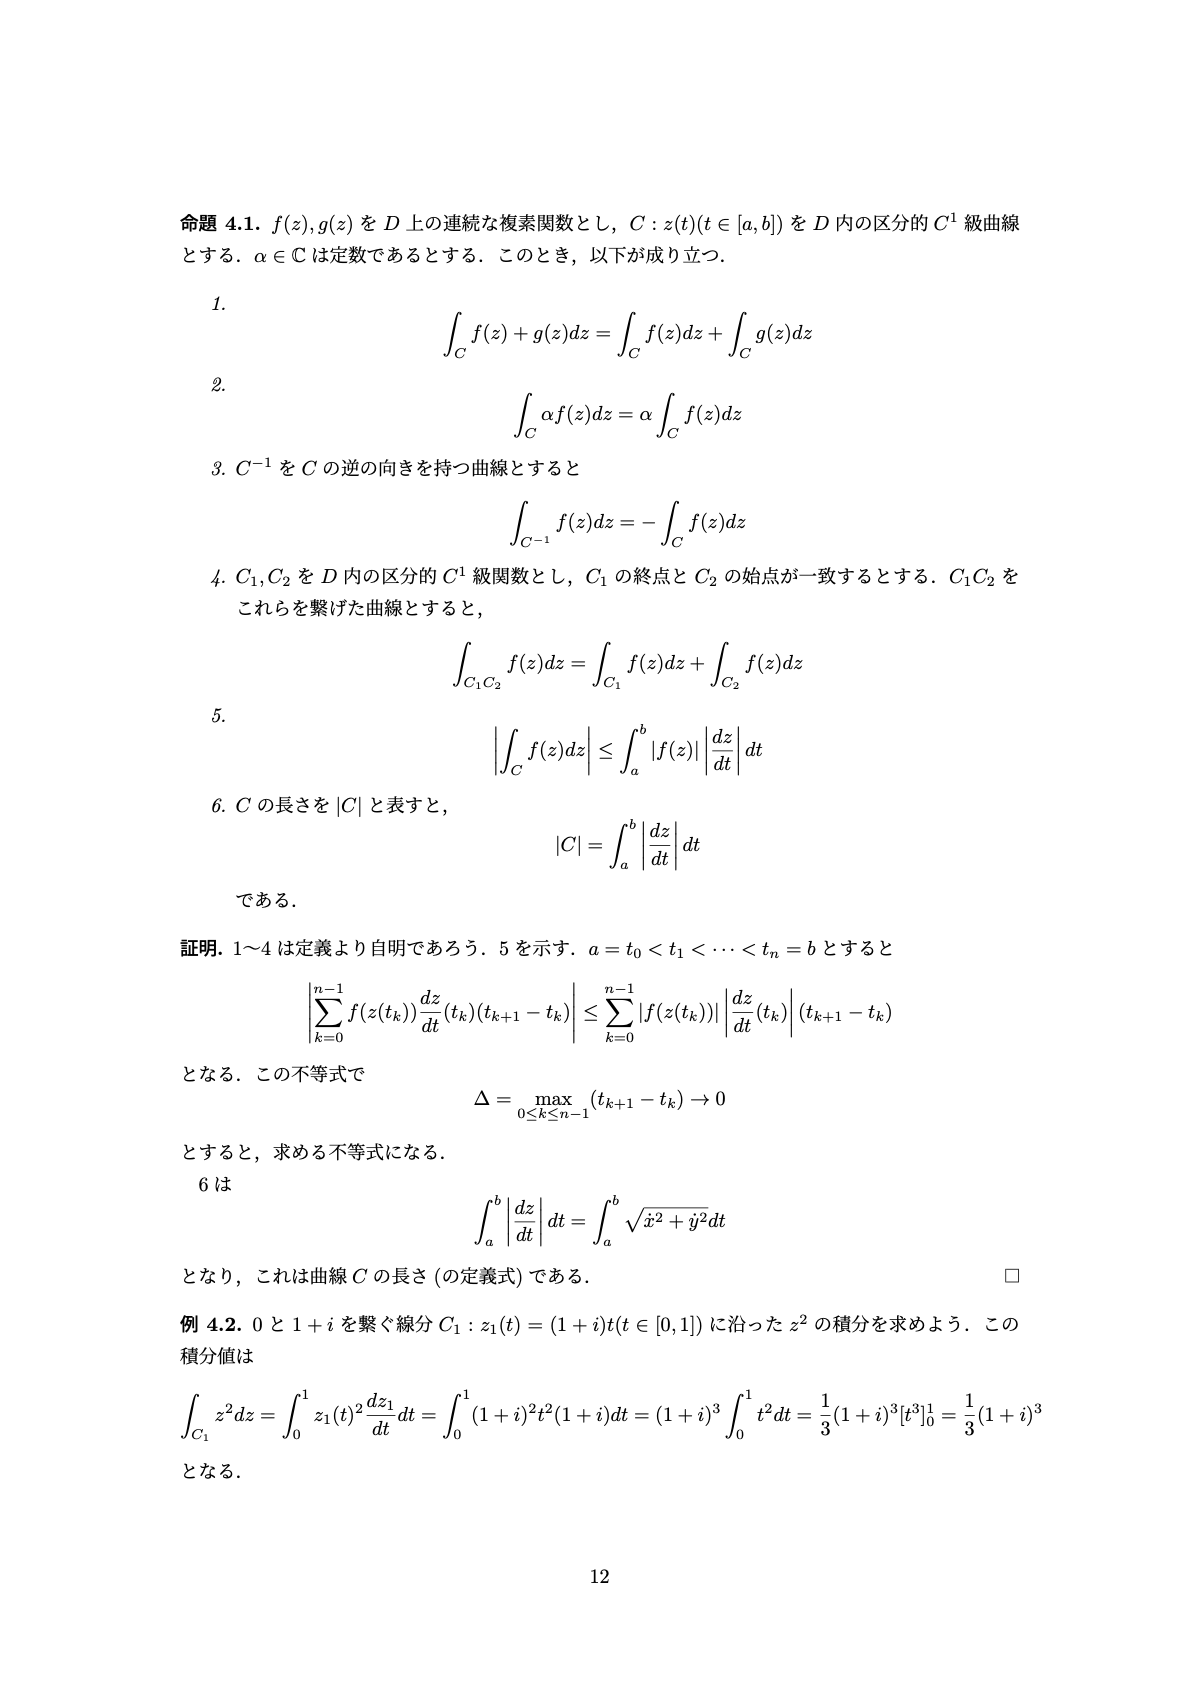 命題 4.1. f(z), g(z) を D 上の連続な複素関数とし，C : z(t)(t ∈ [a, b]) を D 内の区分的 C¹ 級曲線
とする．α ∈ ℂ は定数であるとする．このとき，以下が成り立つ．
1.
∫_C f(z) + g(z)dz = ∫_C f(z)dz + ∫_C g(z)dz
2.
∫_C αf(z)dz = α ∫_C f(z)dz
3. C⁻¹ を C の逆の向きを持つ曲線とすると
∫_{C⁻¹} f(z)dz = − ∫_C f(z)dz
4. C₁, C₂ を D 内の区分的 C¹ 級関数とし，C₁ の終点と C₂ の始点が一致するとする．C₁C₂ を
これらを繋げた曲線とすると，
∫_{C₁C₂} f(z)dz = ∫_{C₁} f(z)dz + ∫_{C₂} f(z)dz
5.
|∫_C f(z)dz| ≤ ∫_a^b |f(z)| |dz/dt| dt
6. C の長さを |C| と表すと，
|C| = ∫_a^b |dz/dt| dt
である．
証明. 1〜4 は定義より自明であろう．5 を示す．a = t₀ < t₁ < ··· < tₙ = b とすると
|∑_{k=0}^{n−1} f(z(t_k)) dz/dt (t_k)(t_{k+1} − t_k)| ≤ ∑_{k=0}^{n−1} |f(z(t_k))| |dz/dt (t_k)| (t_{k+1} − t_k)
となる．この不等式で
Δ = max_{0≤k≤n−1} (t_{k+1} − t_k) → 0
とすると，求める不等式になる．
6 は
∫_a^b |dz/dt| dt = ∫_a^b √(ẋ² + ẏ²) dt
となり，これは曲線 C の長さ (の定義式) である． □
例 4.2. 0 と 1 + i を繋ぐ線分 C₁ : z₁(t) = (1 + i)t(t ∈ [0, 1]) に沿った z² の積分を求めよう．この
積分値は
∫_{C₁} z²dz = ∫_0^1 z₁(t)² dz₁/dt dt = ∫_0^1 (1 + i)²t²(1 + i)dt = (1 + i)³ ∫_0^1 t²dt = 1/3 (1 + i)³[t³]_0^1 = 1/3 (1 + i)³
となる．
12